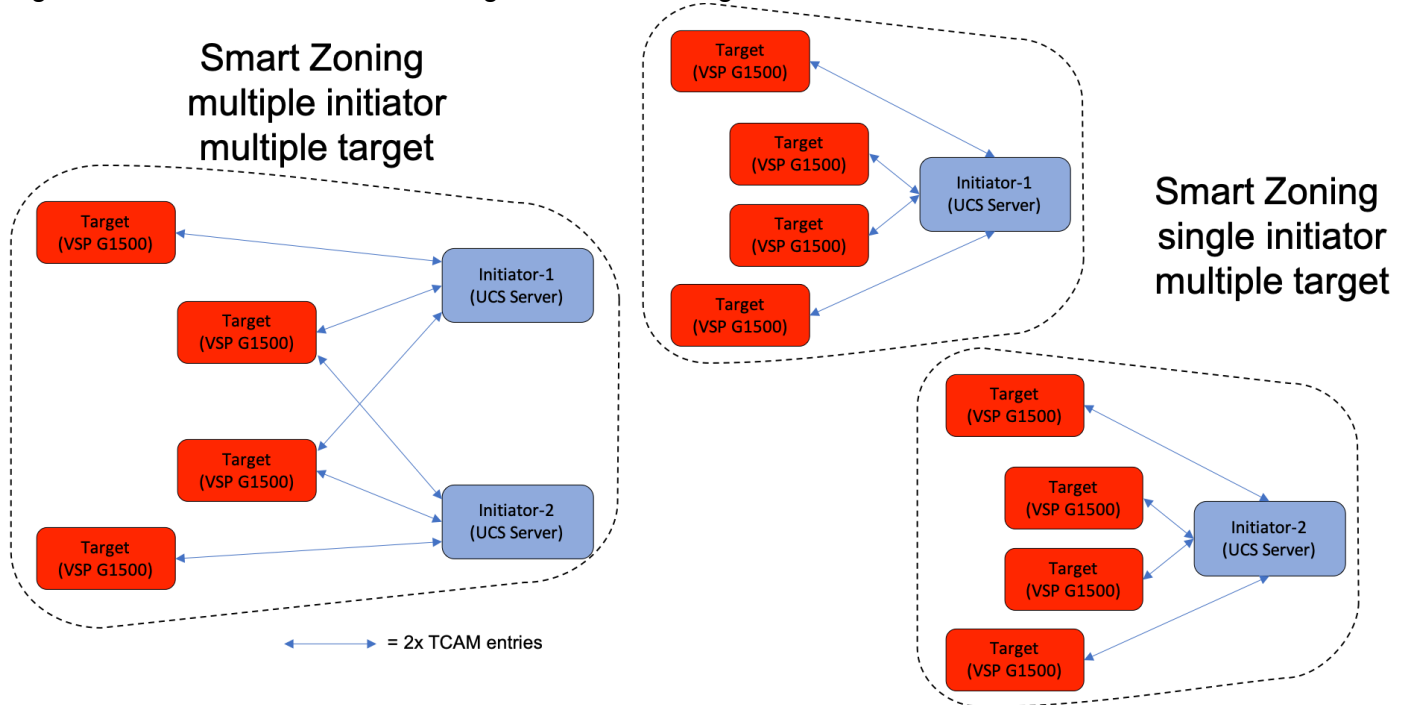 Smart Zoning
multiple initiator
multiple target
Target
(VSP G1500)
Target
(VSP G1500)
Target
(VSP G1500)
Target
(VSP G1500)
Initiator-1
(UCS Server)
Initiator-2
(UCS Server)
= 2x TCAM entries
Target
(VSP G1500)
Target
(VSP G1500)
Target
(VSP G1500)
Target
(VSP G1500)
Initiator-1
(UCS Server)
Smart Zoning
single initiator
multiple target
Target
(VSP G1500)
Target
(VSP G1500)
Target
(VSP G1500)
Target
(VSP G1500)
Initiator-2
(UCS Server)